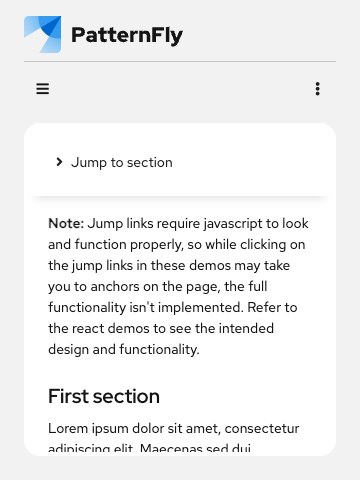 PatternFly
Jump to section
Note: Jump links require javascript to look
and function properly, so while clicking on
the jump links in these demos may take
you to anchors on the page, the full
functionality isn't implemented. Refer to
the react demos to see the intended
design and functionality.
First section
Lorem ipsum dolor sit amet, consectetur
adipiscing elit. Maecenas sed dui